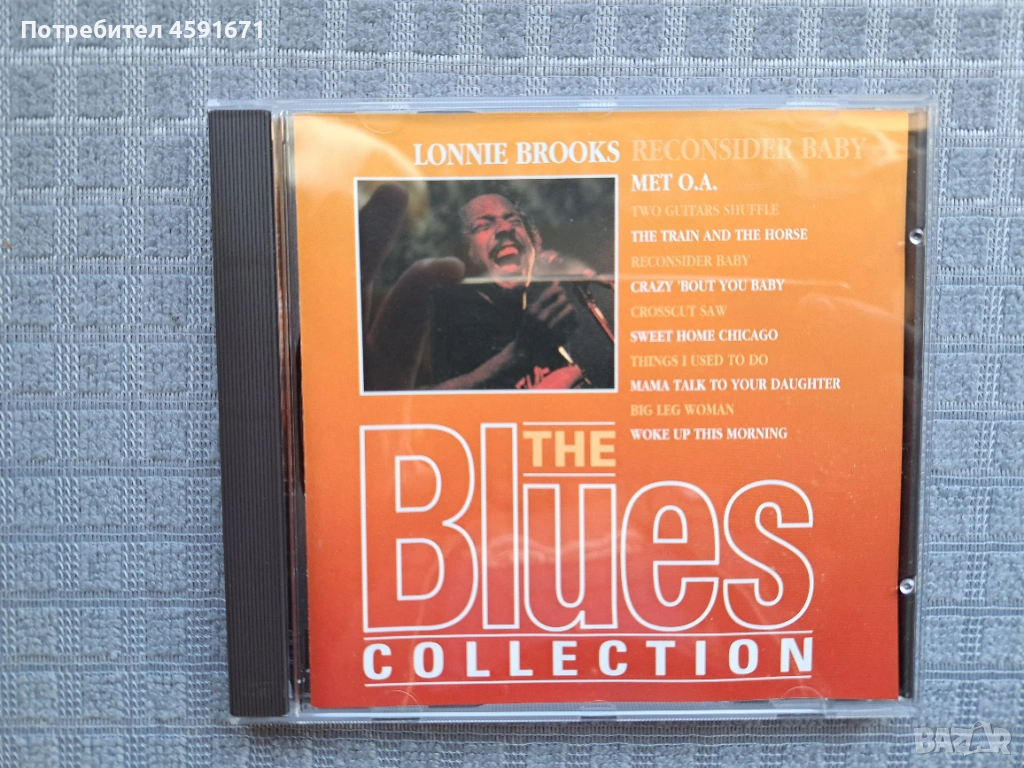 Потребител 4591671
LONNIE BROOKS RECONSIDER BABY
MET O.A.
TWO GUITARS SHUFFLE
THE TRAIN AND THE HORSE
RECONSIDER BABY
CRAZY 'BOUT YOU BABY
CROSSCUT SAW
SWEET HOME CHICAGO
THINGS I USED TO DO
MAMA TALK TO YOUR DAUGHTER
BIG LEG WOMAN
WOKE UP THIS MORNING
THE
Blues
COLLECTION
BAZAR